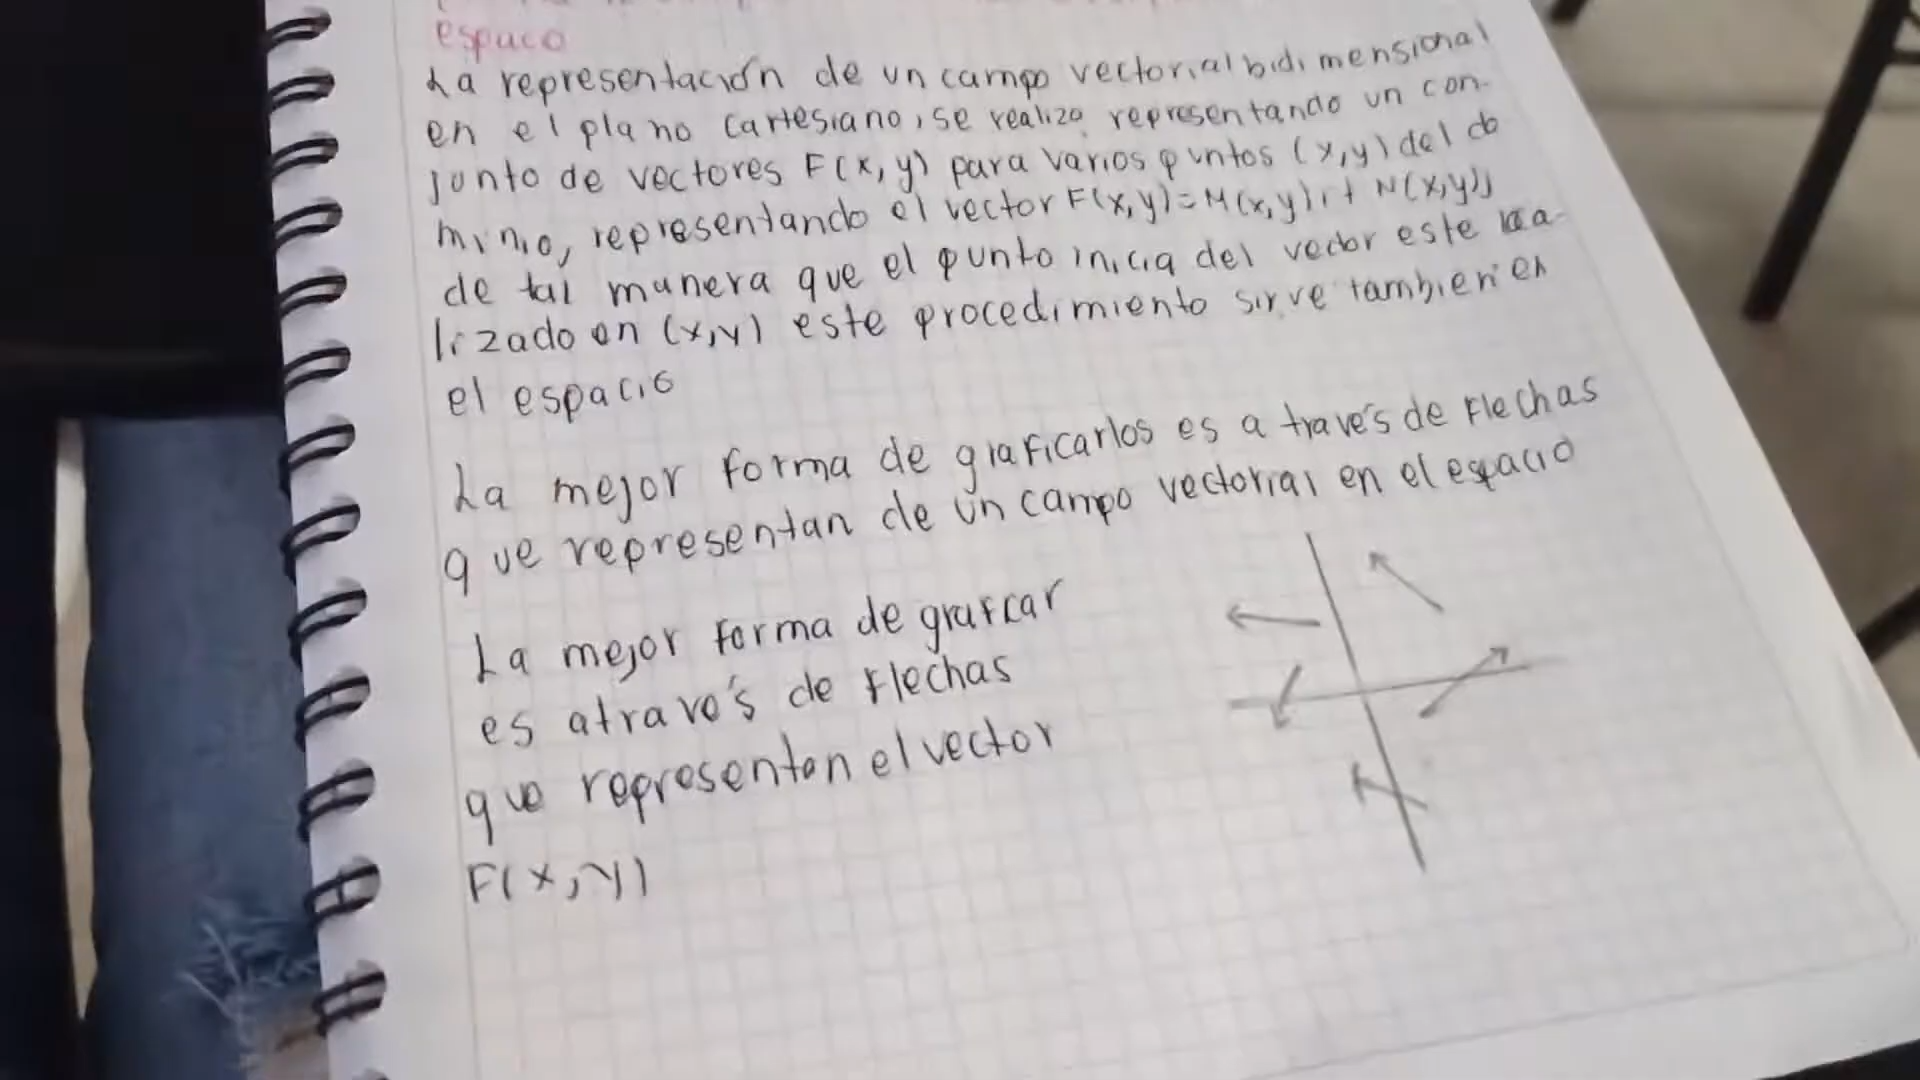 espaco
La representación de un campo vectorial bidimensional
en el plano cartesiano, se realiza representando un con-
junto de vectores F(x,y) para varios puntos (x,y) del do
minio, representando el vector F(x,y)=M(x,y)i+ N(x,y)j
de tal manera que el punto inicia del vector este loca-
lizado en (x,y) este procedimiento sirve tambien en
el espacio
La mejor forma de graficarlos es a través de flechas
que representan de un campo vectorial en el espacio
La mejor forma de grafcar
es através de flechas
que representan el vector
F(x,y)